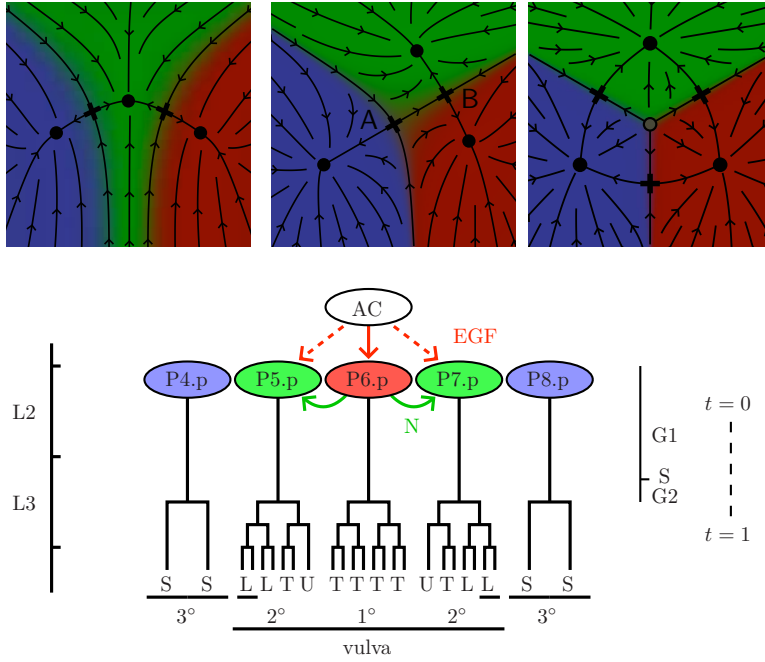 A
B
AC
EGF
P4.p P5.p P6.p P7.p P8.p
N
L2
L3
G1
S
G2
t = 0
t = 1
S S L L T U T T T T U T L L S S
3° 2° 1° 2° 3°
vulva